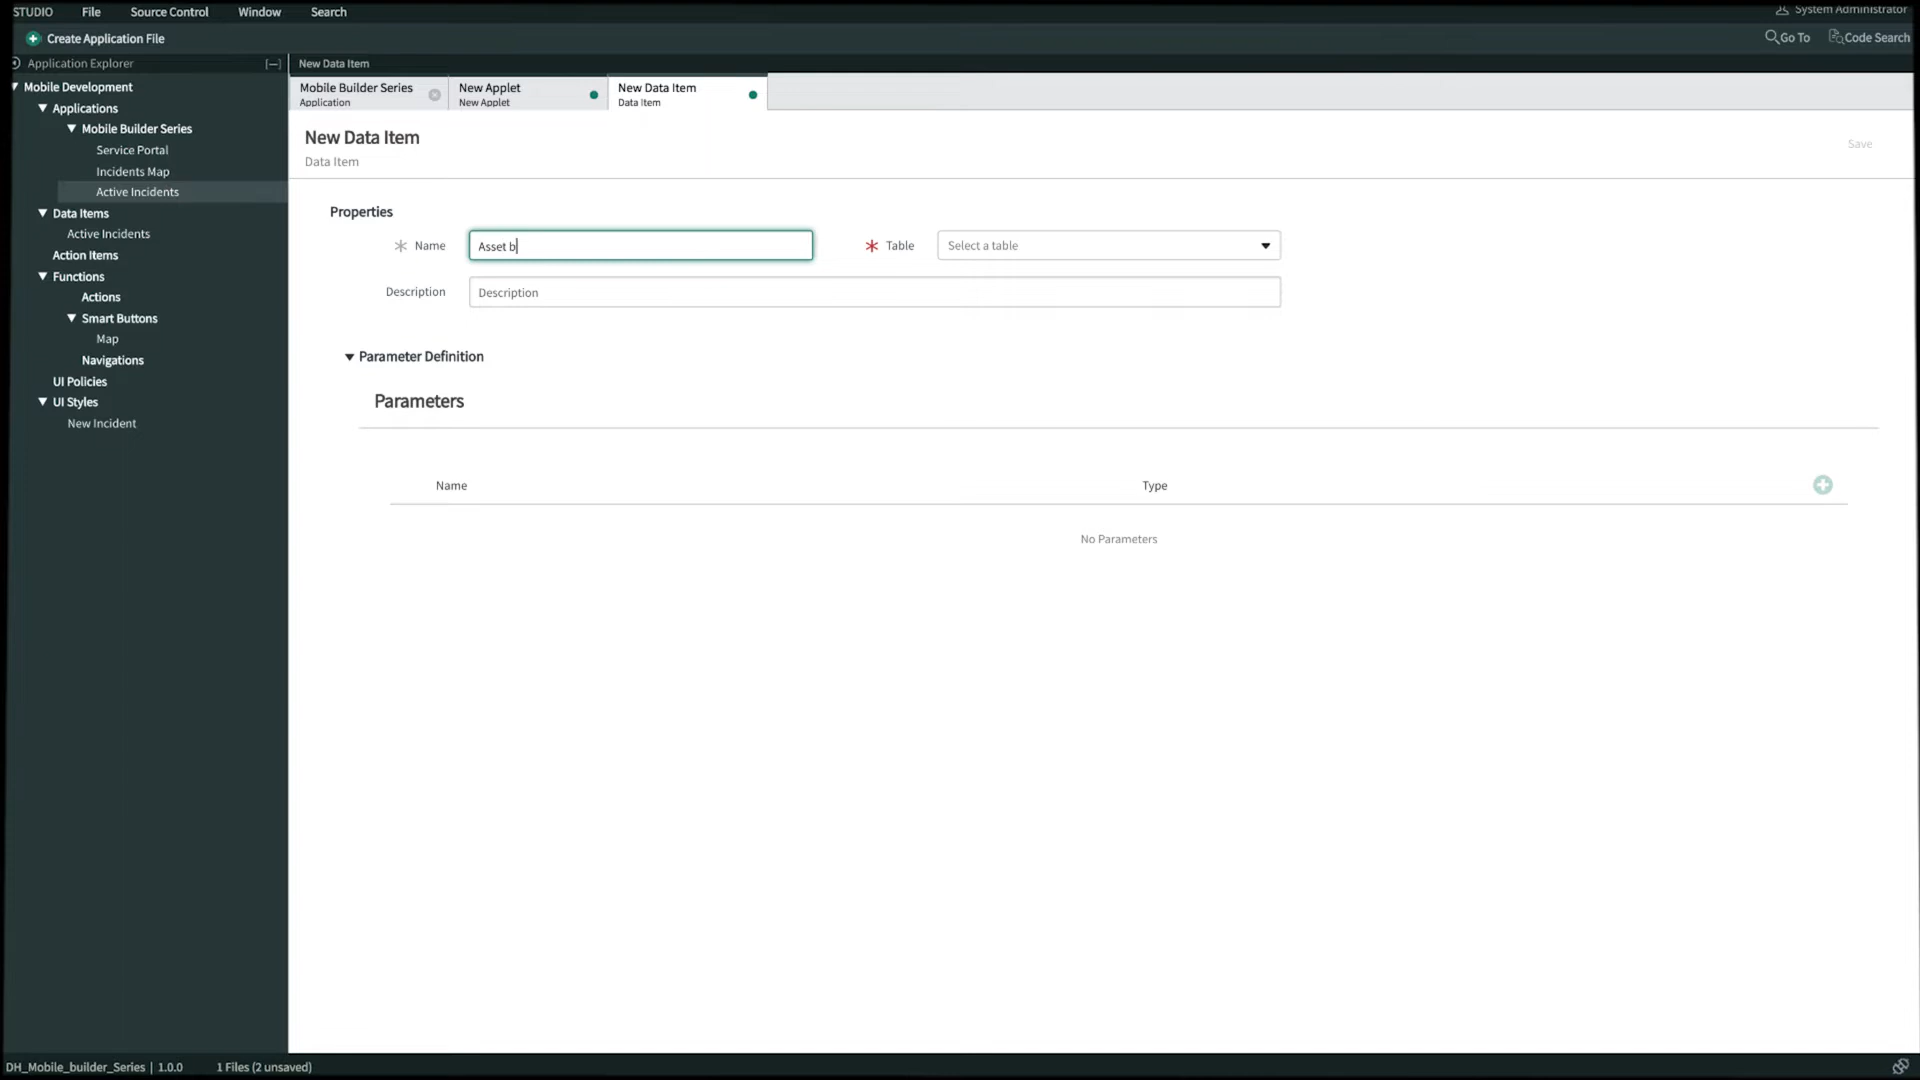 STUDIO File Source Control Window Search System Administrator
Create Application File Go To Code Search
Application Explorer [—] New Data Item
Mobile Development
Applications
Mobile Builder Series
Service Portal
Incidents Map
Active Incidents
Data Items
Active Incidents
Action Items
Functions
Actions
Smart Buttons
Map
Navigations
UI Policies
UI Styles
New Incident
Mobile Builder Series
Application
New Applet
New Applet
New Data Item
Data Item
New Data Item
Data Item
Save
Properties
Name Asset b Table Select a table
Description Description
Parameter Definition
Parameters
Name Type
No Parameters
DH_Mobile_builder_Series | 1.0.0 1 Files (2 unsaved)